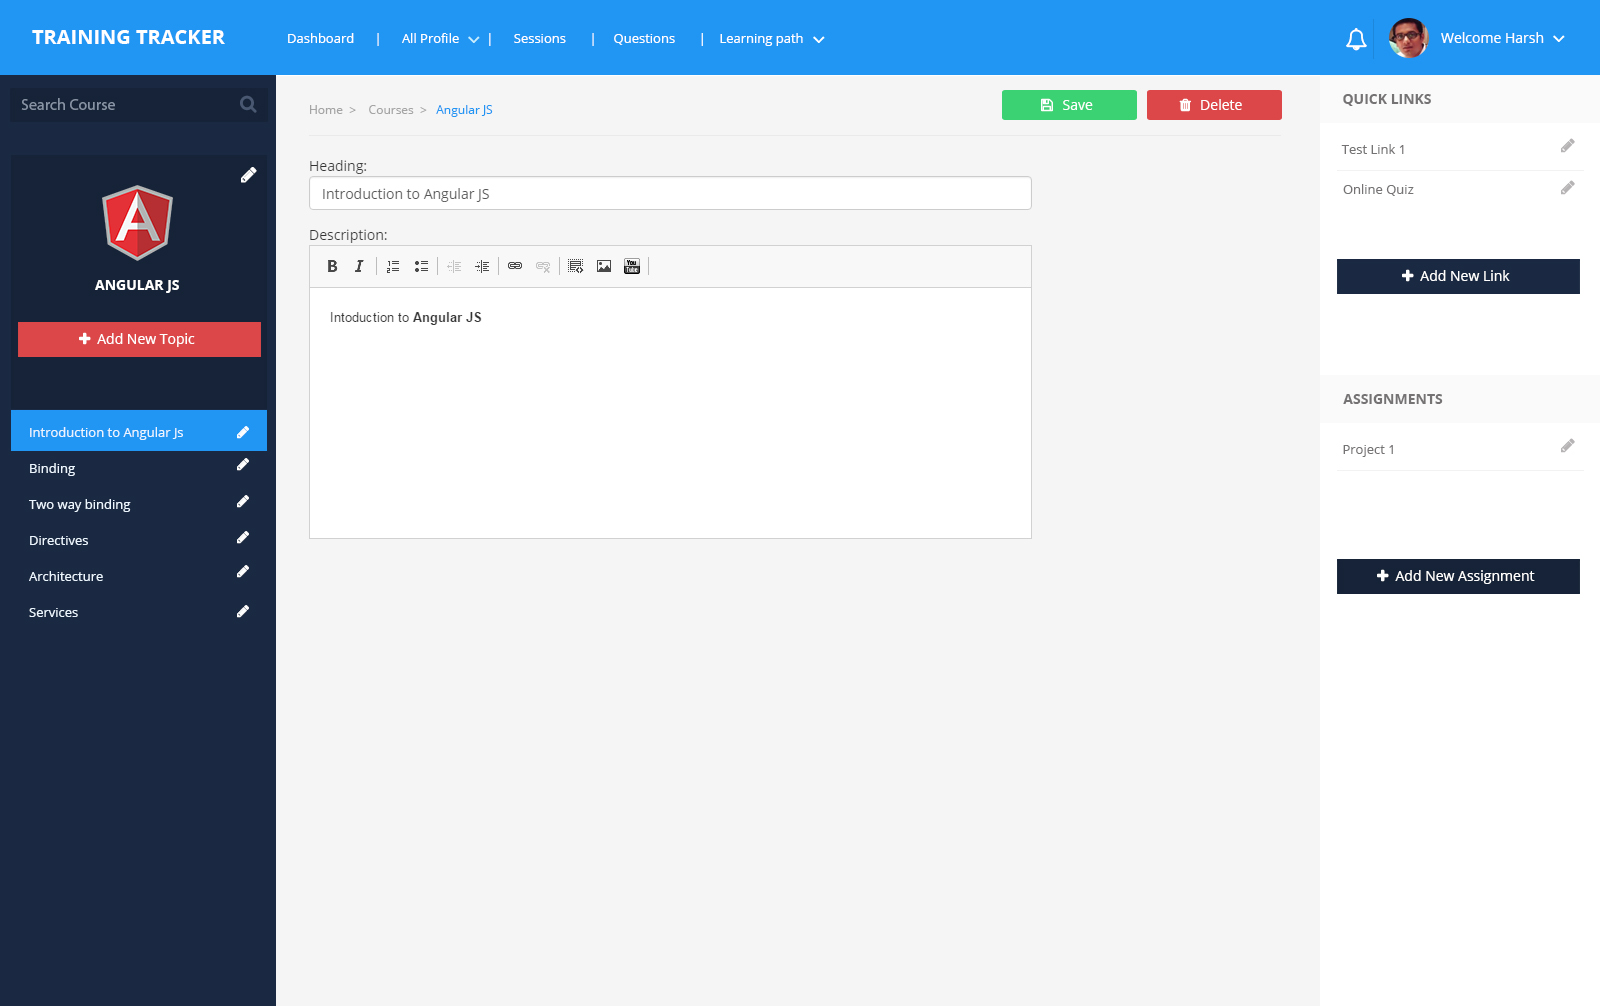 TRAINING TRACKER
Dashboard | All Profile | Sessions | Questions | Learning path
Welcome Harsh
Search Course
ANGULAR JS
+ Add New Topic
Introduction to Angular Js
Binding
Two way binding
Directives
Architecture
Services
Home > Courses > Angular JS
Save
Delete
Heading:
Introduction to Angular JS
Description:
B I
You Tube
Intoduction to Angular JS
QUICK LINKS
Test Link 1
Online Quiz
+ Add New Link
ASSIGNMENTS
Project 1
+ Add New Assignment